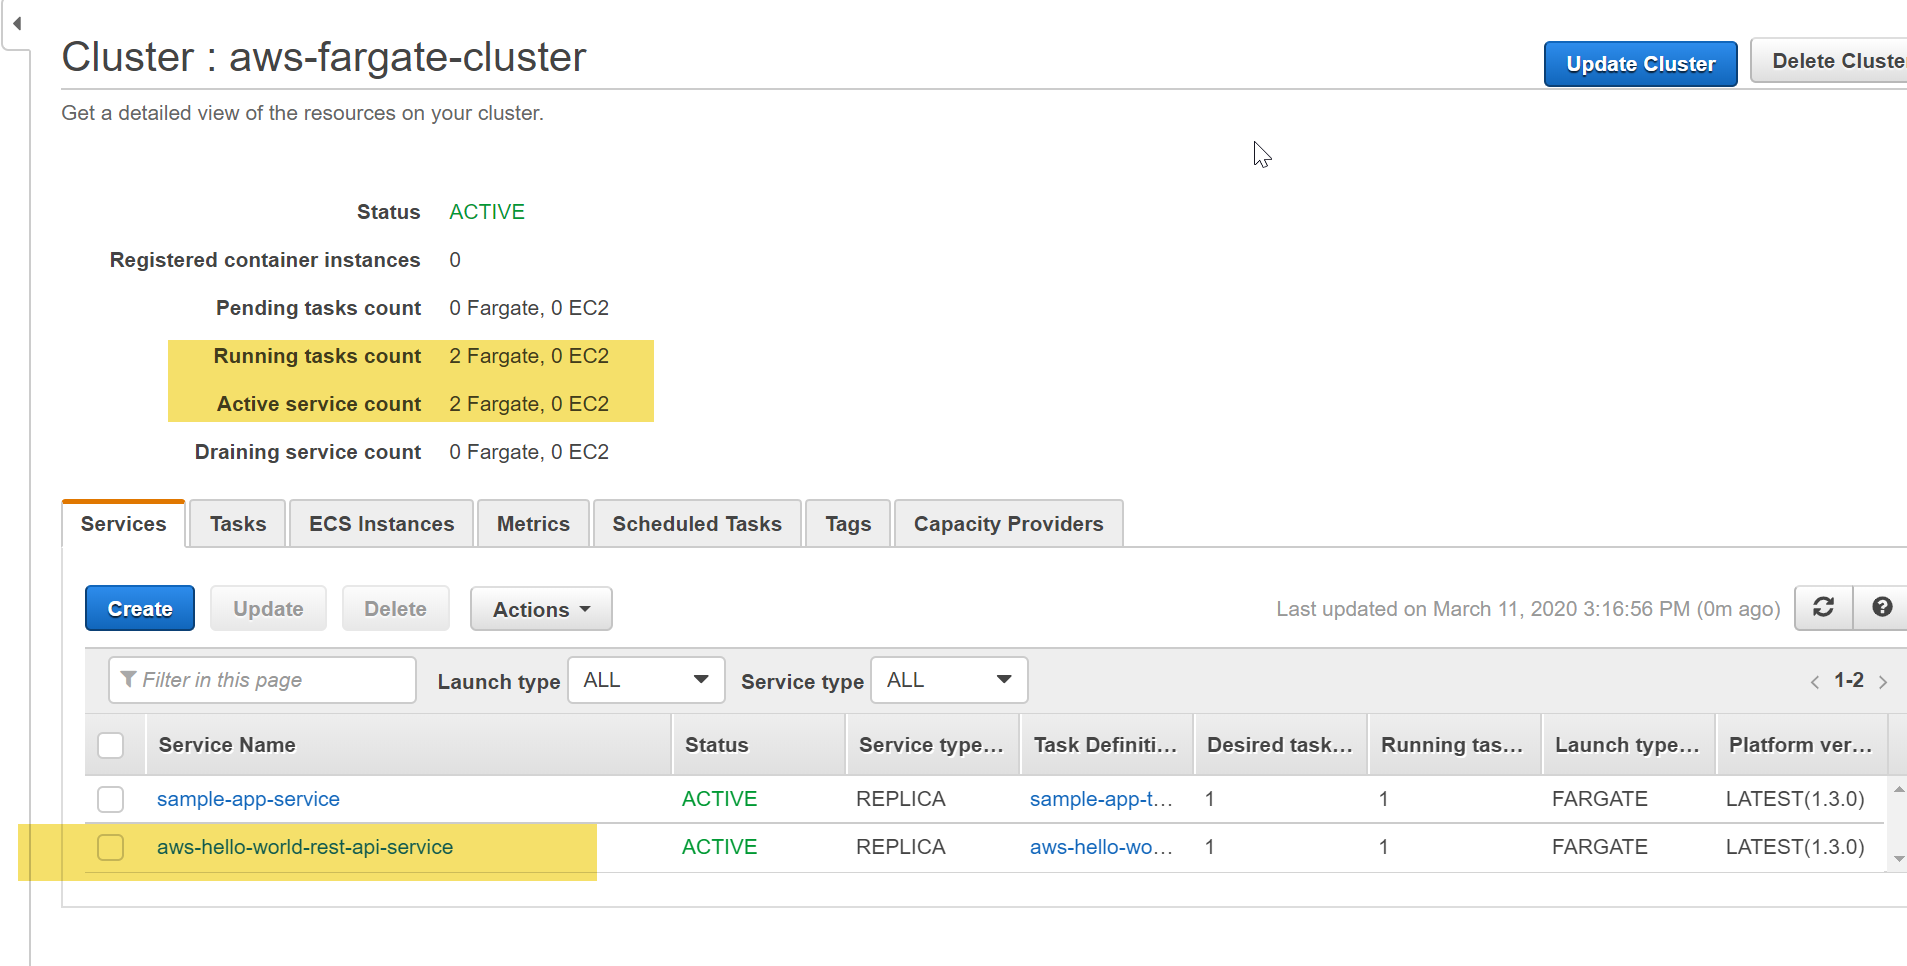 Cluster : aws-fargate-cluster
Update Cluster
Delete Cluste
Get a detailed view of the resources on your cluster.
Status ACTIVE
Registered container instances 0
Pending tasks count 0 Fargate, 0 EC2
Running tasks count 2 Fargate, 0 EC2
Active service count 2 Fargate, 0 EC2
Draining service count 0 Fargate, 0 EC2
Services Tasks ECS Instances Metrics Scheduled Tasks Tags Capacity Providers
Create Update Delete Actions Last updated on March 11, 2020 3:16:56 PM (0m ago)
Filter in this page Launch type ALL Service type ALL 1-2
Service Name Status Service type... Task Definiti... Desired task... Running tas... Launch type... Platform ver...
sample-app-service ACTIVE REPLICA sample-app-t... 1 1 FARGATE LATEST(1.3.0)
aws-hello-world-rest-api-service ACTIVE REPLICA aws-hello-wo... 1 1 FARGATE LATEST(1.3.0)